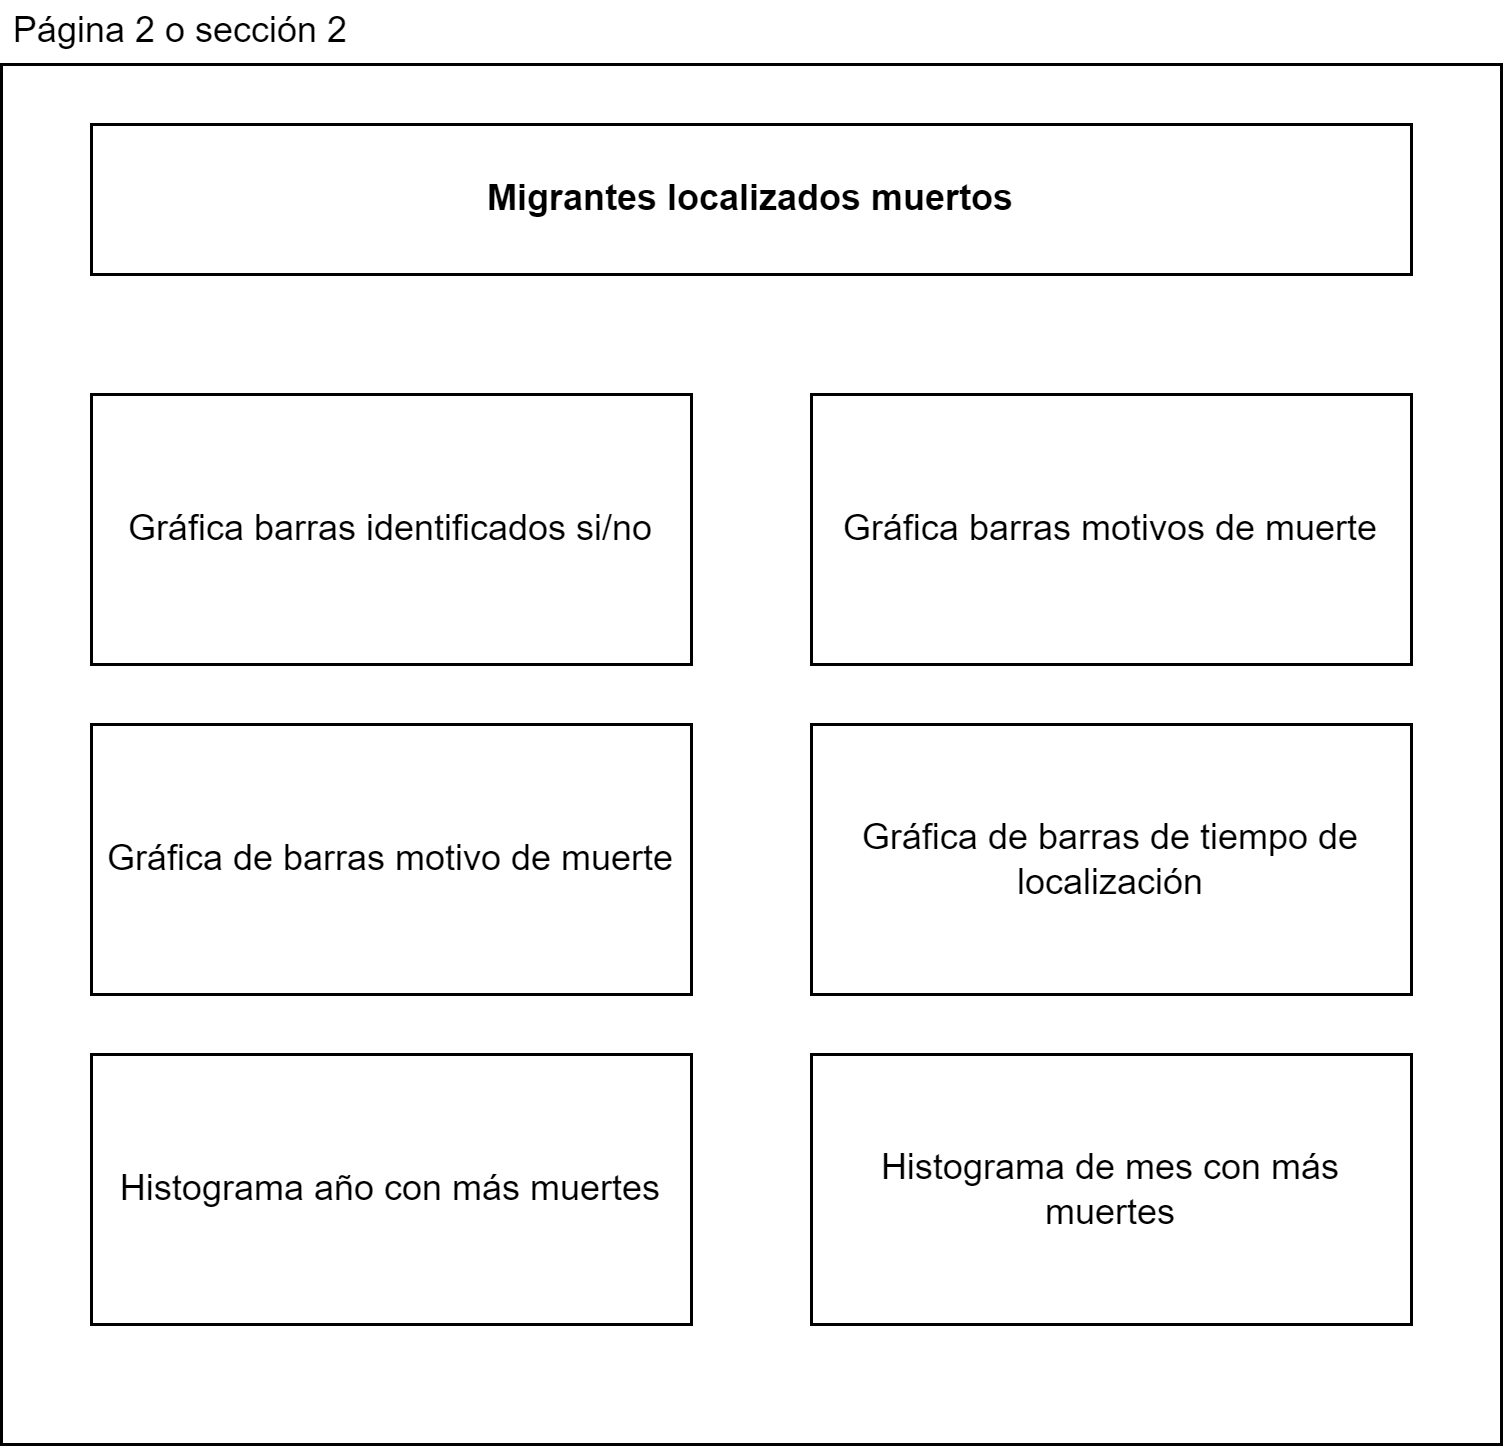 Página 2 o sección 2
Migrantes localizados muertos
Gráfica barras identificados si/no
Gráfica barras motivos de muerte
Gráfica de barras motivo de muerte
Gráfica de barras de tiempo de
localización
Histograma año con más muertes
Histograma de mes con más
muertes